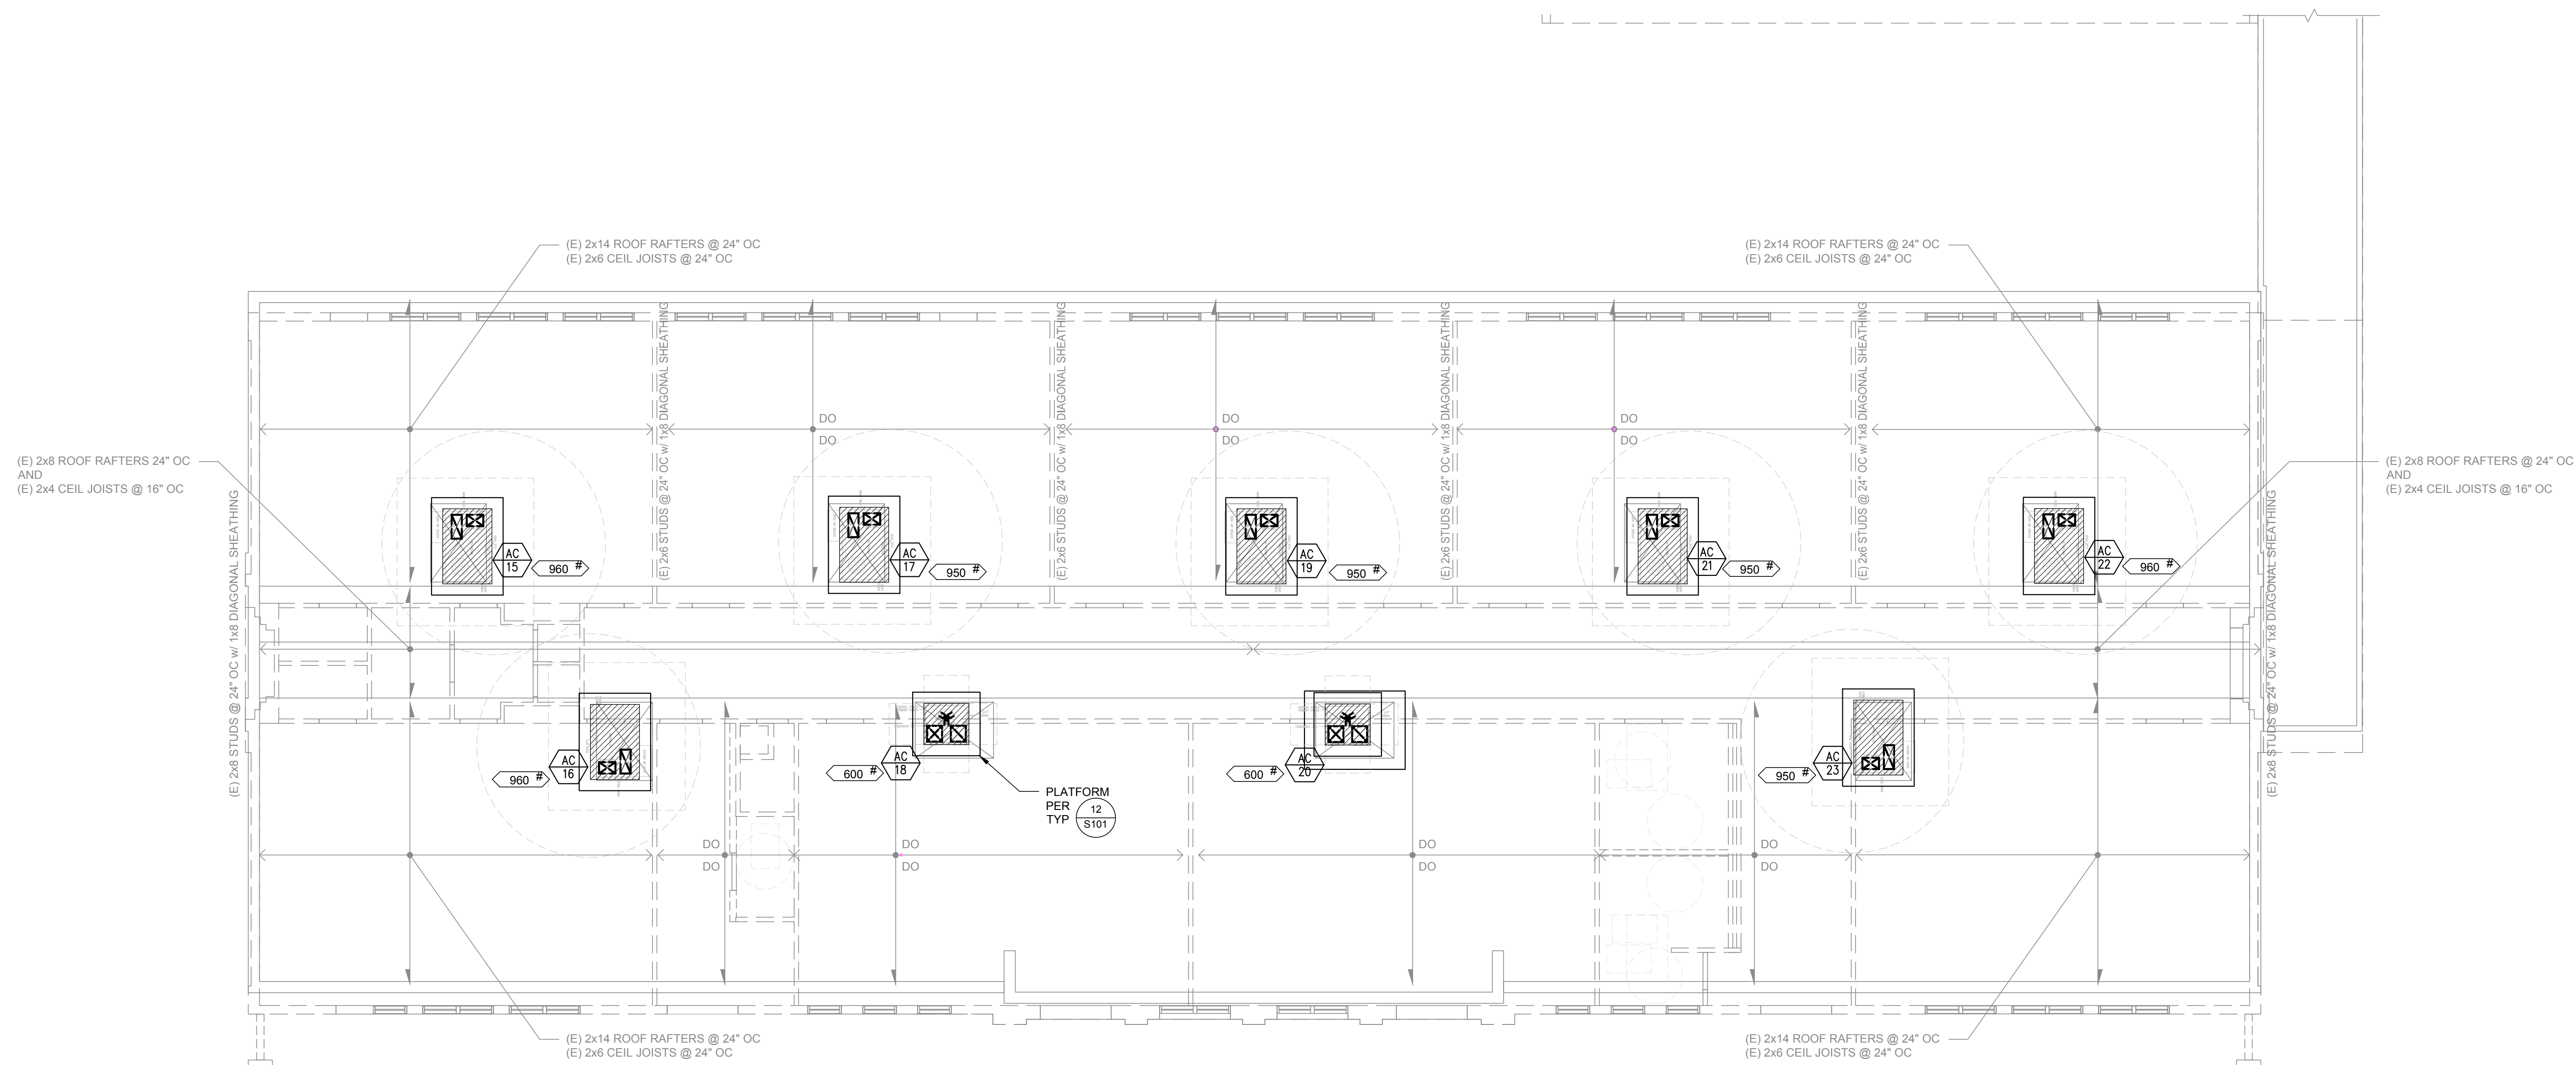 (E) 2x14 ROOF RAFTERS @ 24" OC
(E) 2x6 CEIL JOISTS @ 24" OC
(E) 2x14 ROOF RAFTERS @ 24" OC
(E) 2x6 CEIL JOISTS @ 24" OC
(E) 2x6 STUDS @ 24" OC w/ 1x8 DIAGONAL SHEATHING
(E) 2x6 STUDS @ 24" OC w/ 1x8 DIAGONAL SHEATHING
(E) 2x6 STUDS @ 24" OC w/ 1x8 DIAGONAL SHEATHING
(E) 2x6 STUDS @ 24" OC w/ 1x8 DIAGONAL SHEATHING
DO
DO
DO
DO
DO
DO
(E) 2x8 ROOF RAFTERS 24" OC
AND
(E) 2x4 CEIL JOISTS @ 16" OC
(E) 2x8 ROOF RAFTERS @ 24" OC
AND
(E) 2x4 CEIL JOISTS @ 16" OC
(E) 2x8 STUDS @ 24" OC w/ 1x8 DIAGONAL SHEATHING
(E) 2x8 STUDS @ 24" OC w/ 1x8 DIAGONAL SHEATHING
AC
15
960 #
AC
17
950 #
AC
19
950 #
AC
21
950 #
AC
22
960 #
AC
16
960 #
AC
18
600 #
AC
20
600 #
AC
23
950 #
PLATFORM
PER
TYP
12
S101
DO
DO
DO
DO
DO
DO
DO
DO
(E) 2x14 ROOF RAFTERS @ 24" OC
(E) 2x6 CEIL JOISTS @ 24" OC
(E) 2x14 ROOF RAFTERS @ 24" OC
(E) 2x6 CEIL JOISTS @ 24" OC